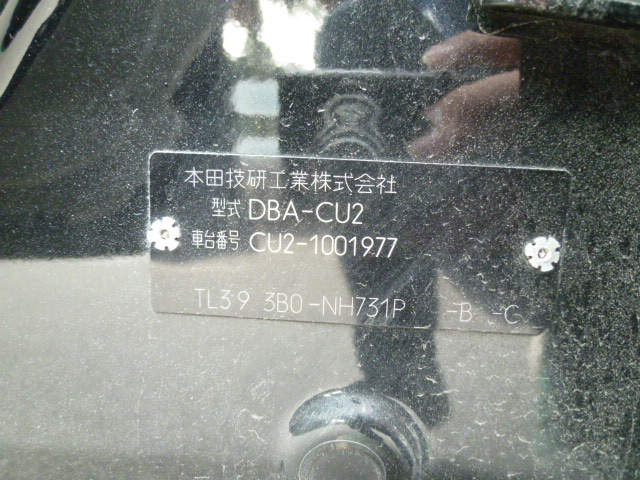 本田技研工業株式会社
型式 DBA-CU2
車台番号 CU2-1001977
TL39 3B0-NH731P -B -C